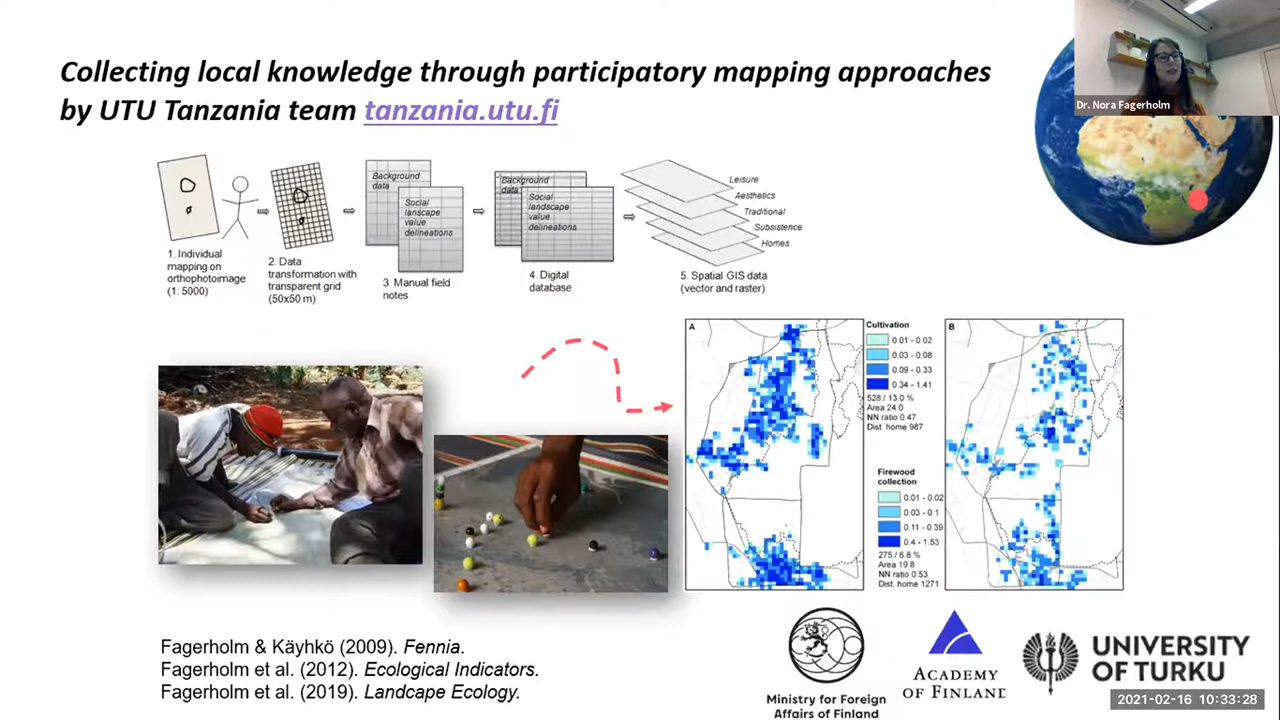 Collecting local knowledge through participatory mapping approaches
by UTU Tanzania team tanzania.utu.fi
Dr. Nora Fagerholm
Background
data
Social
lanscape
value
delineations
Background
data
Social
landscape
value
delineations
Leisure
Aesthetics
Traditional
Subsistence
Homes
1. Individual
mapping on
orthophotoimage
(1: 5000)
2. Data
transformation with
transparent grid
(50x50 m)
3. Manual field
notes
4. Digital
database
5. Spatial GIS data
(vector and raster)
A
Cultivation
0.01 - 0.02
0.03 - 0.08
0.09 - 0.33
0.34 - 1.41
528 / 13.0 %
Area 24.0
NN ratio 0.47
Dist. home 987
Firewood
collection
0.01 - 0.02
0.03 - 0.1
0.11 - 0.39
0.4 - 1.53
275 / 6.8 %
Area 19.8
NN ratio 0.53
Dist. home 1271
B
Fagerholm & Käyhkö (2009). Fennia.
Fagerholm et al. (2012). Ecological Indicators.
Fagerholm et al. (2019). Landcape Ecology.
Ministry for Foreign
Affairs of Finland
ACADEMY
OF FINLAND
UNIVERSITY
OF TURKU
2021-02-16 10:33:28